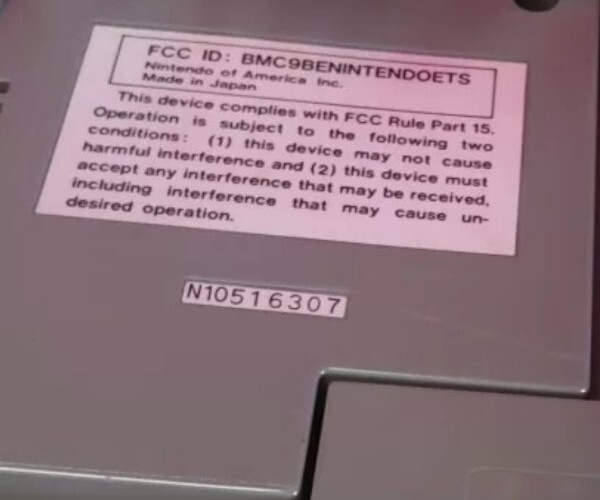 FCC ID: BMC9BENINTENDOETS
Nintendo of America Inc.
Made in Japan
This device complies with FCC Rule Part 15.
Operation is subject to the following two
conditions: (1) this device may not cause
harmful interference and (2) this device must
accept any interference that may be received,
including interference that may cause un-
desired operation.
N10516307